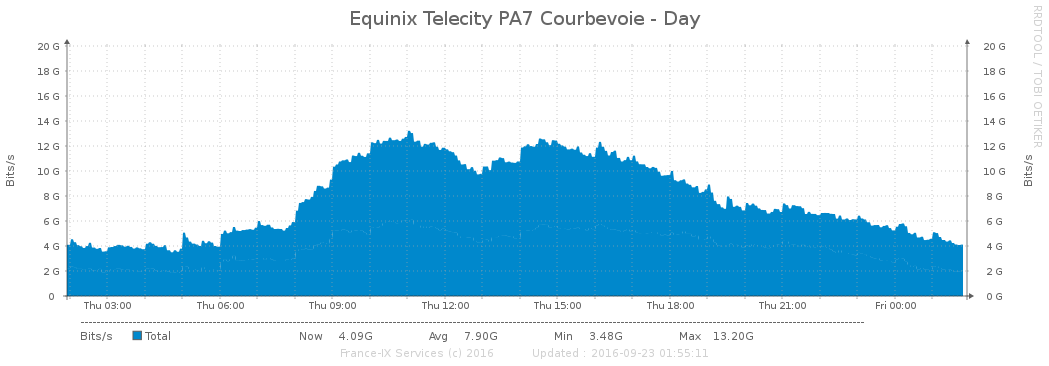 Equinix Telecity PA7 Courbevoie - Day
RRDTOOL / TOBI OETIKER
Bits/s
20 G
18 G
16 G
14 G
12 G
10 G
8 G
6 G
4 G
2 G
0
20 G
18 G
16 G
14 G
12 G
10 G
8 G
6 G
4 G
2 G
0 G
Bits/s
Thu 03:00 Thu 06:00 Thu 09:00 Thu 12:00 Thu 15:00 Thu 18:00 Thu 21:00 Fri 00:00
Bits/s Total Now 4.09G Avg 7.90G Min 3.48G Max 13.20G
France-IX Services (c) 2016 Updated : 2016-09-23 01:55:11